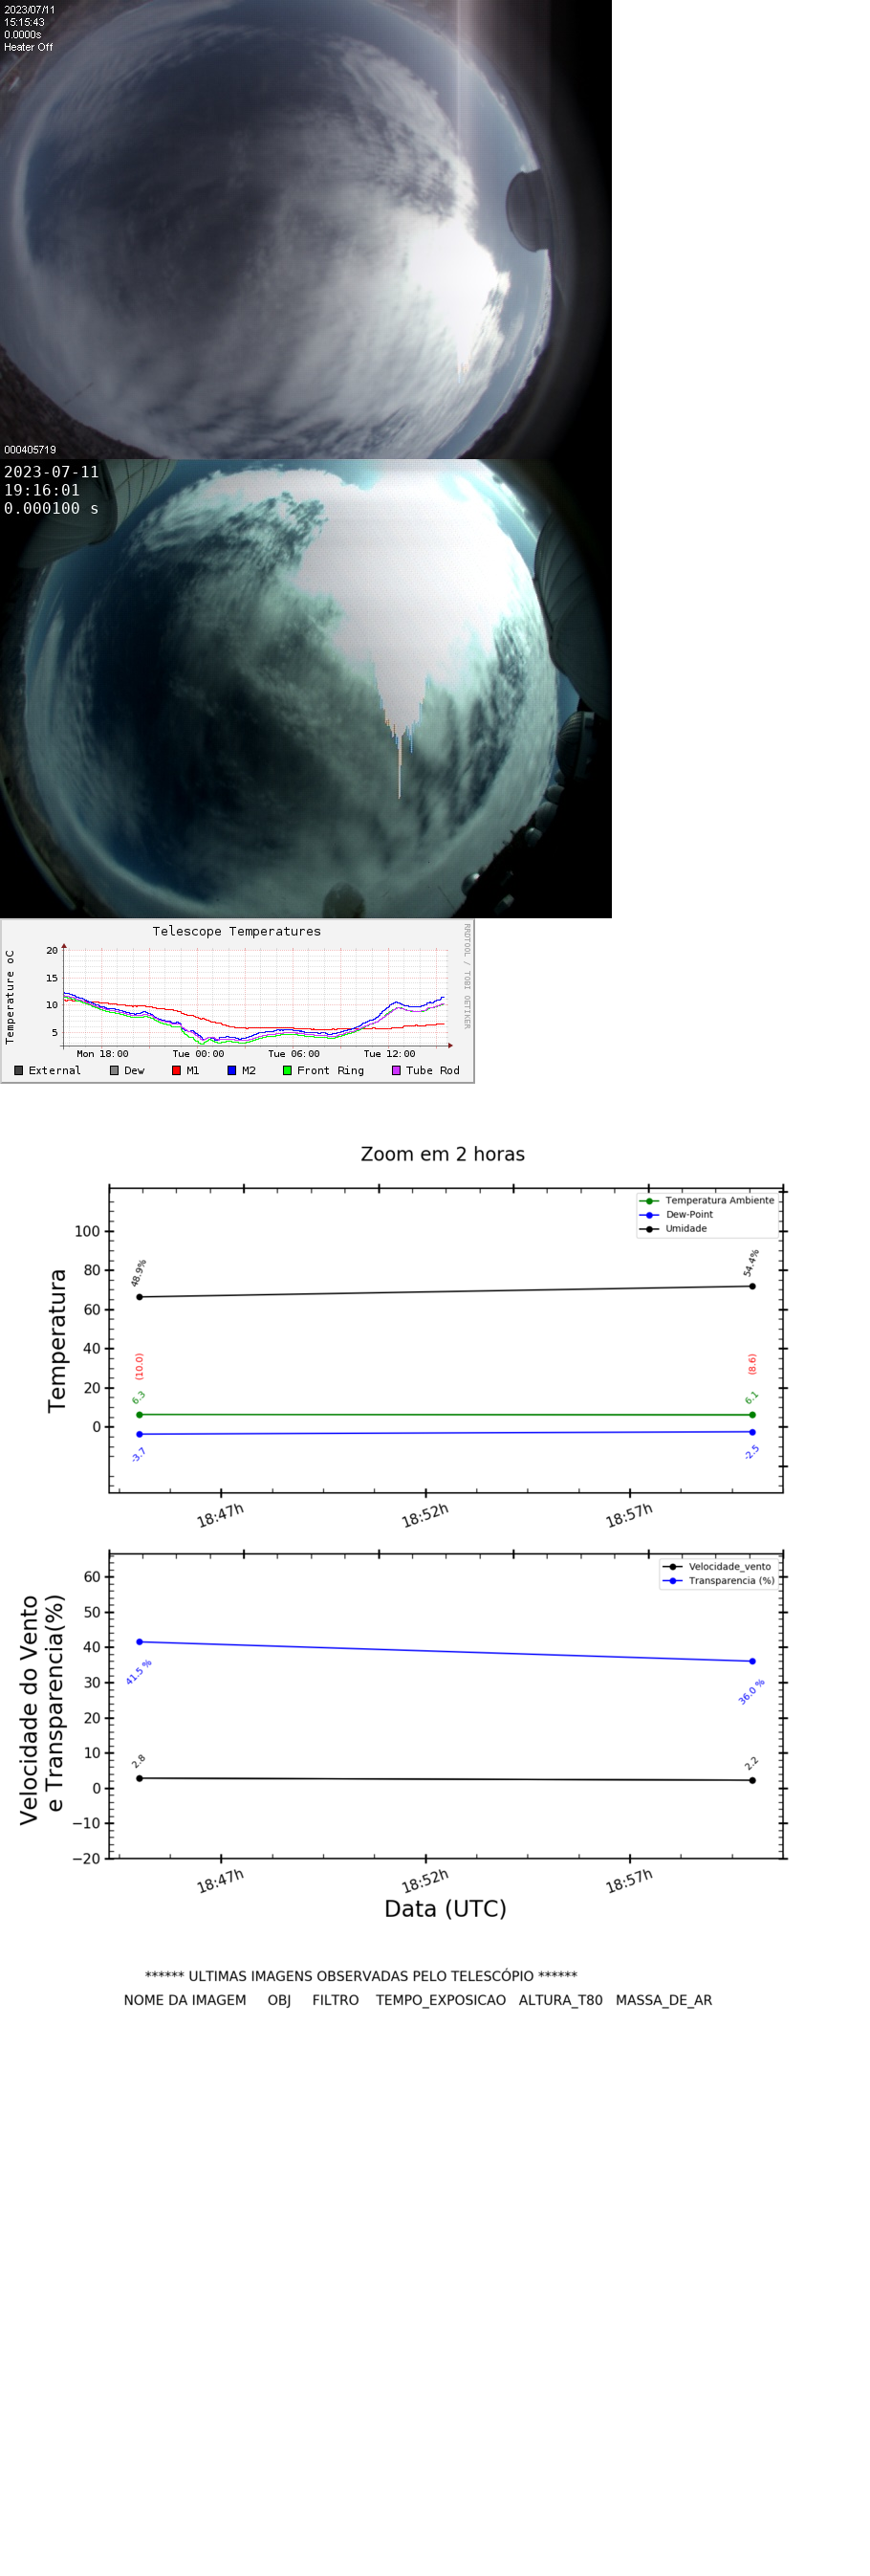 2023/07/11
15:15:43
0.0000s
Heater Off
000405719
2023-07-11
19:16:01
0.000100 s
Telescope Temperatures
RRDTOOL / TOBI OETIKER
Temperature oC
20
15
10
5
Mon 18:00 Tue 00:00 Tue 06:00 Tue 12:00
External Dew M1 M2 Front Ring Tube Rod
Zoom em 2 horas
Temperatura
100
80
60
40
20
0
Temperatura Ambiente
Dew-Point
Umidade
48.9%
54.4%
(10.0)
(8.6)
6.3
6.1
-3.7
-2.5
18:47h 18:52h 18:57h
Velocidade do Vento
e Transparencia(%)
60
50
40
30
20
10
0
−10
−20
Velocidade_vento
Transparencia (%)
41.5 %
36.0 %
2.8
2.2
18:47h 18:52h 18:57h
Data (UTC)
****** ULTIMAS IMAGENS OBSERVADAS PELO TELESCÓPIO ******
NOME DA IMAGEM OBJ FILTRO TEMPO_EXPOSICAO ALTURA_T80 MASSA_DE_AR